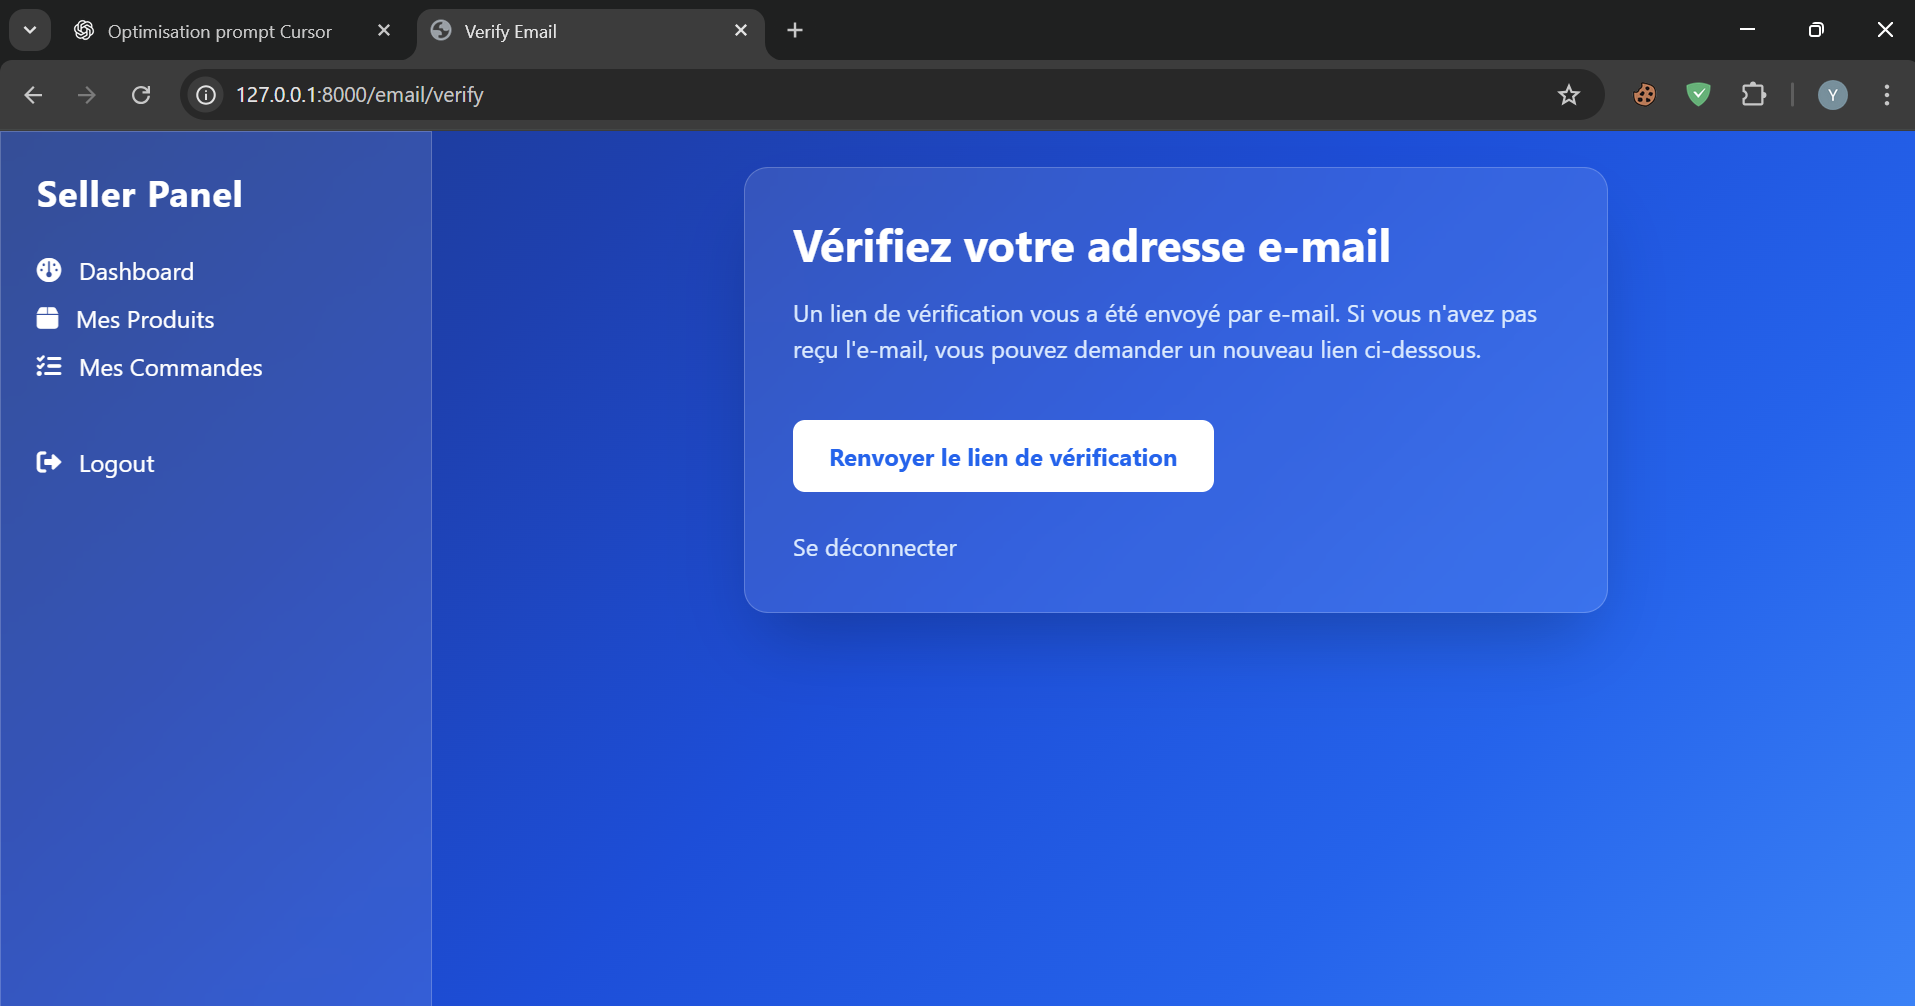 Optimisation prompt Cursor
Verify Email
127.0.0.1:8000/email/verify
Y
Seller Panel
Dashboard
Mes Produits
Mes Commandes
Logout
Vérifiez votre adresse e-mail
Un lien de vérification vous a été envoyé par e-mail. Si vous n'avez pas
reçu l'e-mail, vous pouvez demander un nouveau lien ci-dessous.
Renvoyer le lien de vérification
Se déconnecter